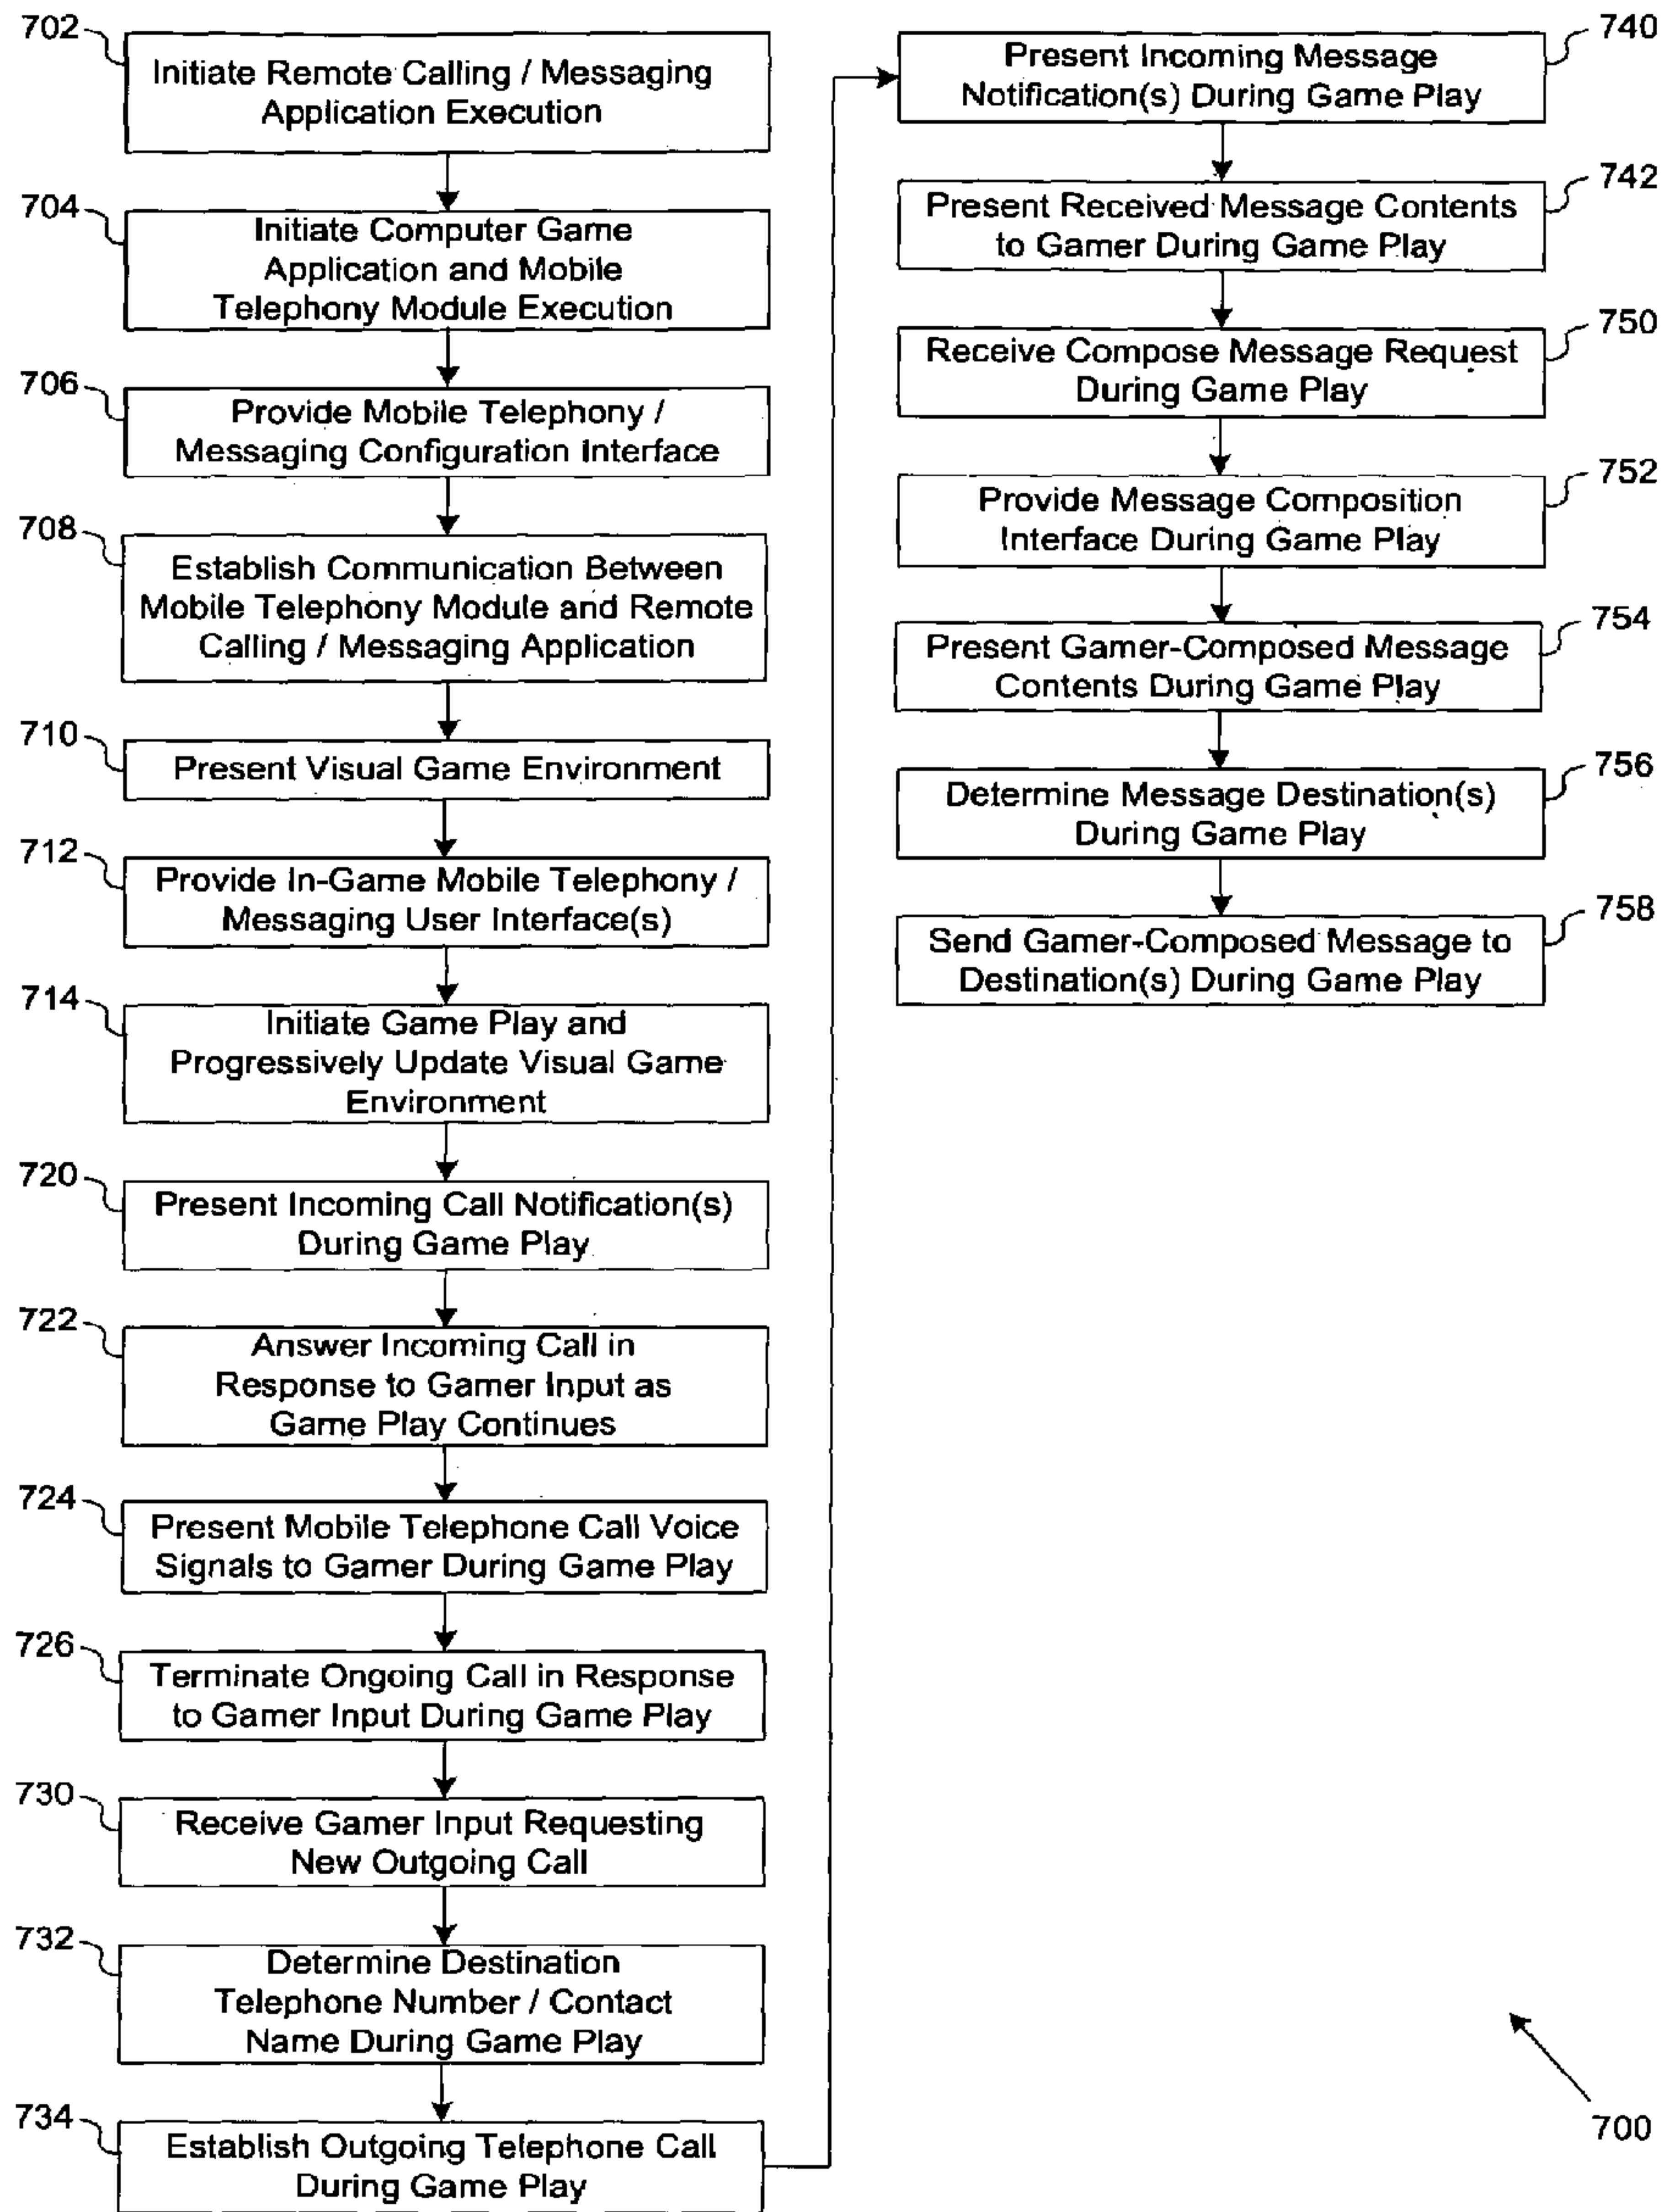 702
Initiate Remote Calling / Messaging
Application Execution
704
Initiate Computer Game
Application and Mobile
Telephony Module Execution
706
Provide Mobile Telephony /
Messaging Configuration Interface
708
Establish Communication Between
Mobile Telephony Module and Remote
Calling / Messaging Application
710
Present Visual Game Environment
712
Provide In-Game Mobile Telephony /
Messaging User Interface(s)
714
Initiate Game Play and
Progressively Update Visual Game
Environment
720
Present Incoming Call Notification(s)
During Game Play
722
Answer Incoming Call in
Response to Gamer Input as
Game Play Continues
724
Present Mobile Telephone Call Voice
Signals to Gamer During Game Play
726
Terminate Ongoing Call in Response
to Gamer Input During Game Play
730
Receive Gamer Input Requesting
New Outgoing Call
732
Determine Destination
Telephone Number / Contact
Name During Game Play
734
Establish Outgoing Telephone Call
During Game Play
740
Present Incoming Message
Notification(s) During Game Play
742
Present Received Message Contents
to Gamer During Game Play
750
Receive Compose Message Request
During Game Play
752
Provide Message Composition
Interface During Game Play
754
Present Gamer-Composed Message
Contents During Game Play
756
Determine Message Destination(s)
During Game Play
758
Send Gamer-Composed Message to
Destination(s) During Game Play
700